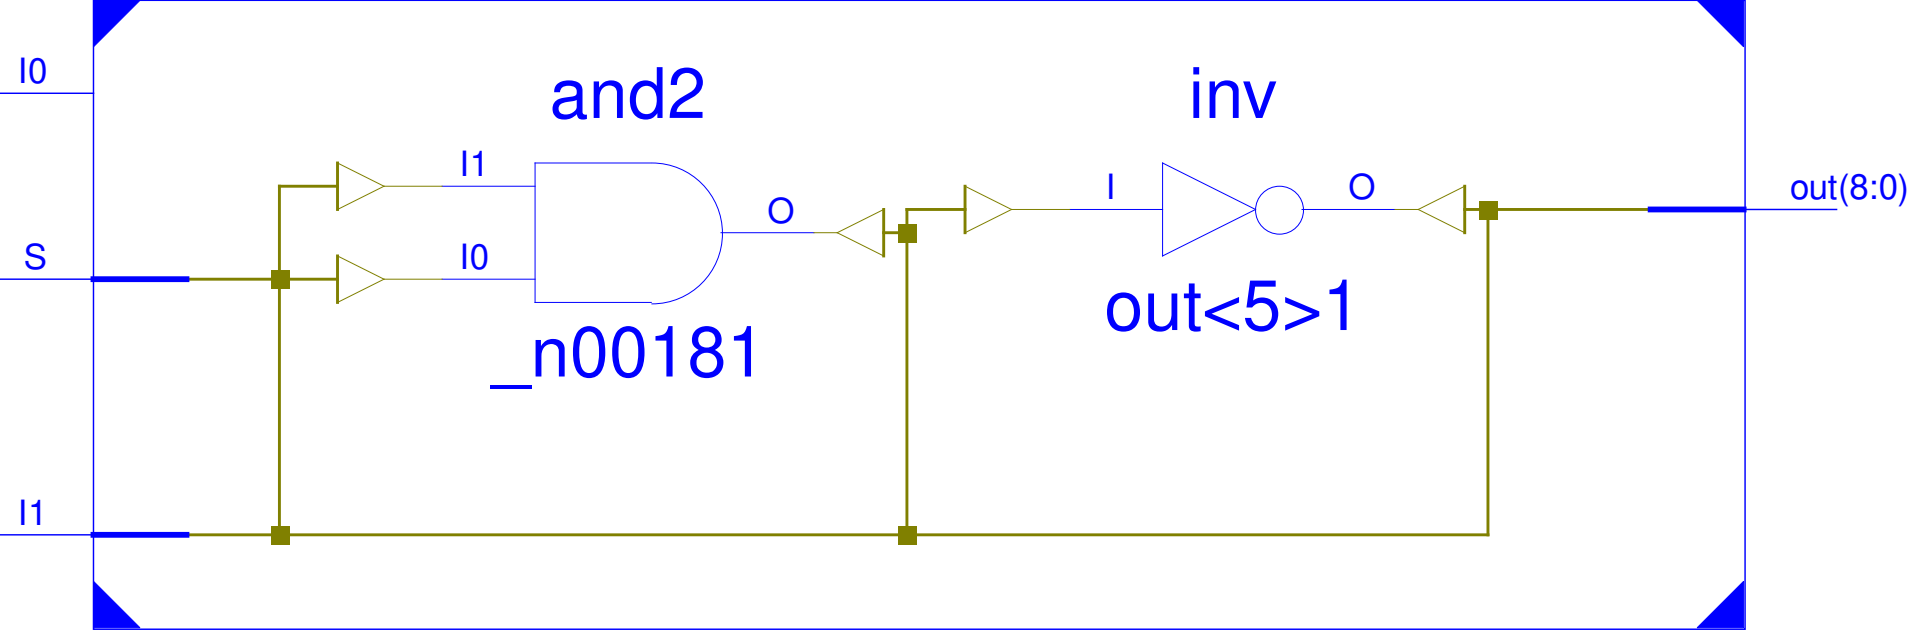 I0
and2
inv
I1
I
O
out(8:0)
O
S
I0
out<5>1
_n00181
I1